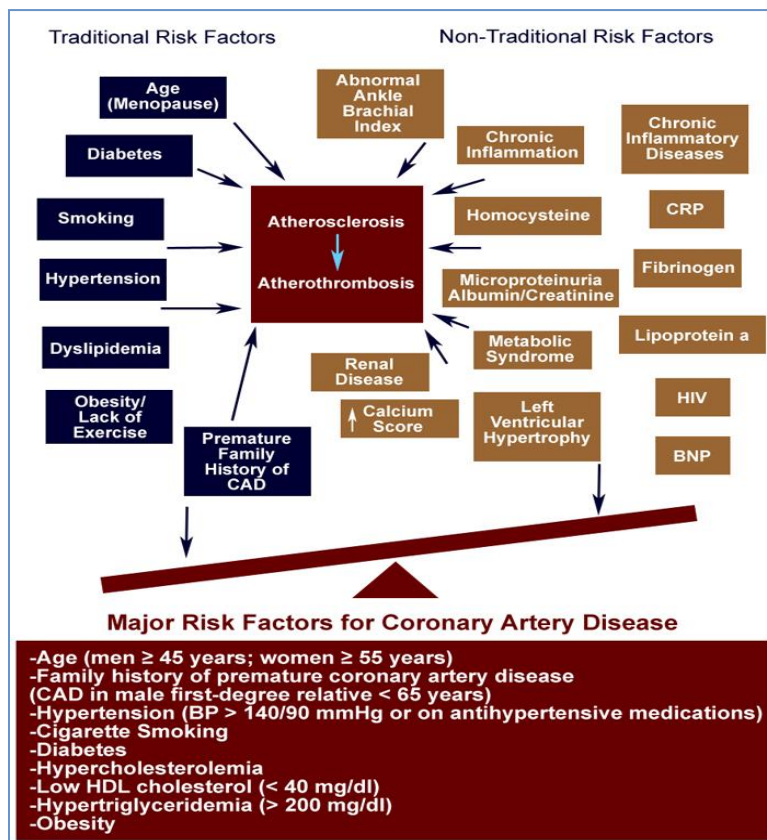 Traditional Risk Factors
Non-Traditional Risk Factors
Age
(Menopause)
Diabetes
Smoking
Hypertension
Dyslipidemia
Obesity/
Lack of
Exercise
Premature
Family
History of
CAD
Atherosclerosis
Atherothrombosis
Abnormal
Ankle
Brachial
Index
Chronic
Inflammation
Homocysteine
Microproteinuria
Albumin/Creatinine
Metabolic
Syndrome
Renal
Disease
Calcium
Score
Left
Ventricular
Hypertrophy
Chronic
Inflammatory
Diseases
CRP
Fibrinogen
Lipoprotein a
HIV
BNP
Major Risk Factors for Coronary Artery Disease
-Age (men ≥ 45 years; women ≥ 55 years)
-Family history of premature coronary artery disease
(CAD in male first-degree relative < 65 years)
-Hypertension (BP > 140/90 mmHg or on antihypertensive medications)
-Cigarette Smoking
-Diabetes
-Hypercholesterolemia
-Low HDL cholesterol (< 40 mg/dl)
-Hypertriglyceridemia (> 200 mg/dl)
-Obesity